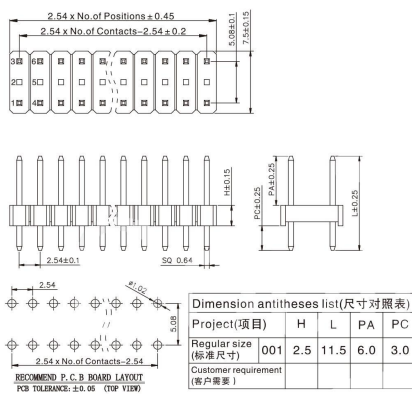 2.54 x No.of Positions±0.45
2.54 x No.of Contacts-2.54±0.2
5.08±0.1
7.5±0.15
3 6
2 5
1 4
H±0.15
PA±0.25
PC±0.25
L±0.25
2.54±0.1
SQ 0.64
2.54
ø1.02
5.08
2.54 x No.of Contacts-2.54
RECOMMEND P.C.B BOARD LAYOUT
PCB TOLERANCE:±0.05 (TOP VIEW)
Dimension antitheses list(尺寸对照表)
Project(项目) H L PA PC
Regular size 001 2.5 11.5 6.0 3.0
(标准尺寸)
Customer requirement
(客户需要)